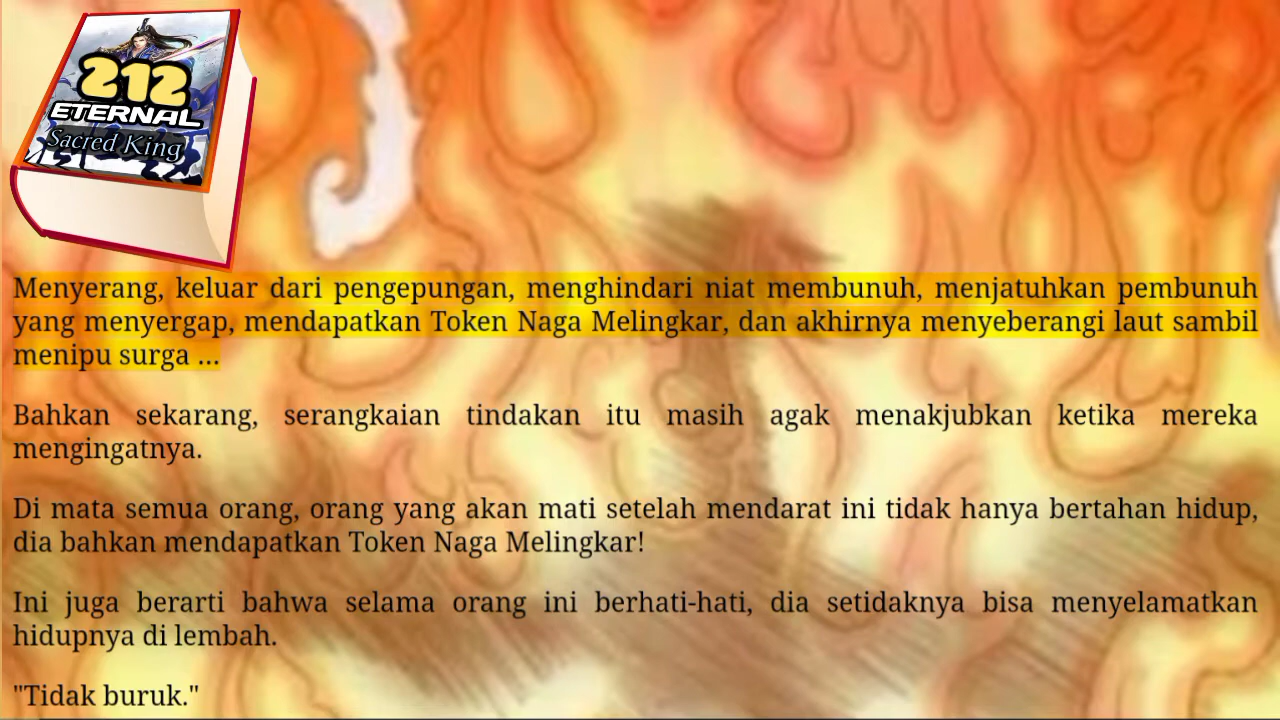 212
ETERNAL
Sacred King
Menyerang, keluar dari pengepungan, menghindari niat membunuh, menjatuhkan pembunuh
yang menyergap, mendapatkan Token Naga Melingkar, dan akhirnya menyeberangi laut sambil
menipu surga ...
Bahkan sekarang, serangkaian tindakan itu masih agak menakjubkan ketika mereka
mengingatnya.
Di mata semua orang, orang yang akan mati setelah mendarat ini tidak hanya bertahan hidup,
dia bahkan mendapatkan Token Naga Melingkar!
Ini juga berarti bahwa selama orang ini berhati-hati, dia setidaknya bisa menyelamatkan
hidupnya di lembah.
"Tidak buruk."